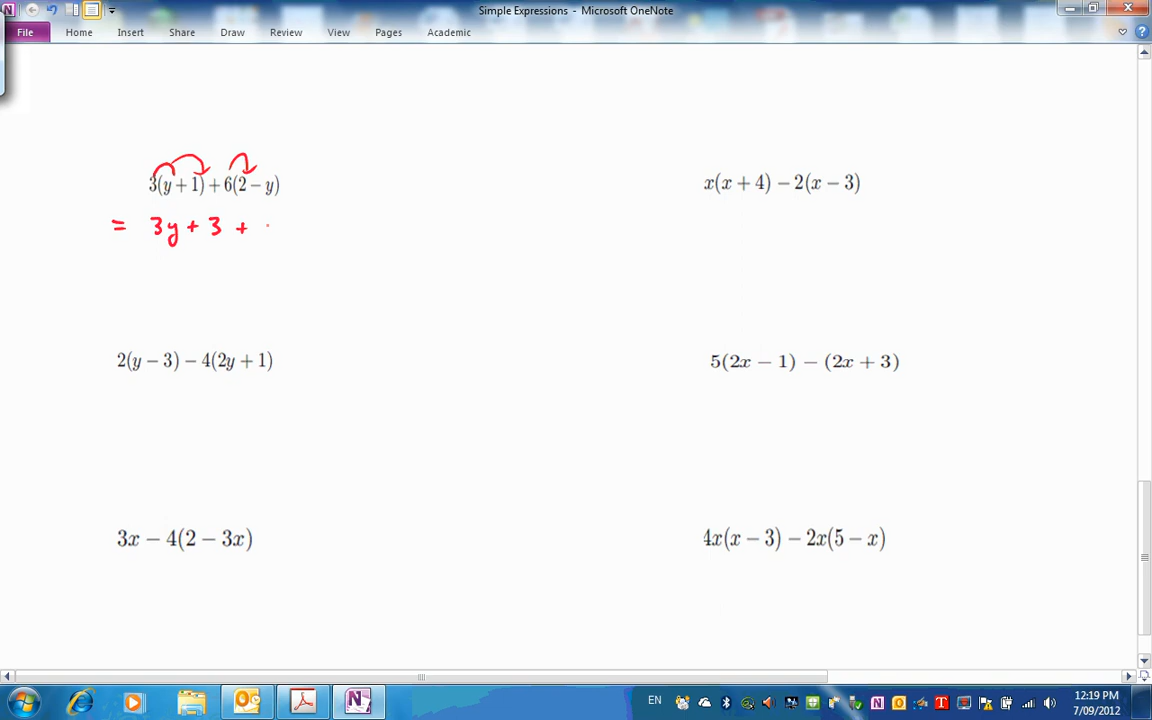 Simple Expressions - Microsoft OneNote
File Home Insert Share Draw Review View Pages Academic
3(y + 1) + 6(2 − y)
= 3y + 3 +
x(x + 4) − 2(x − 3)
2(y − 3) − 4(2y + 1)
5(2x − 1) − (2x + 3)
3x − 4(2 − 3x)
4x(x − 3) − 2x(5 − x)
EN
12:19 PM
7/09/2012